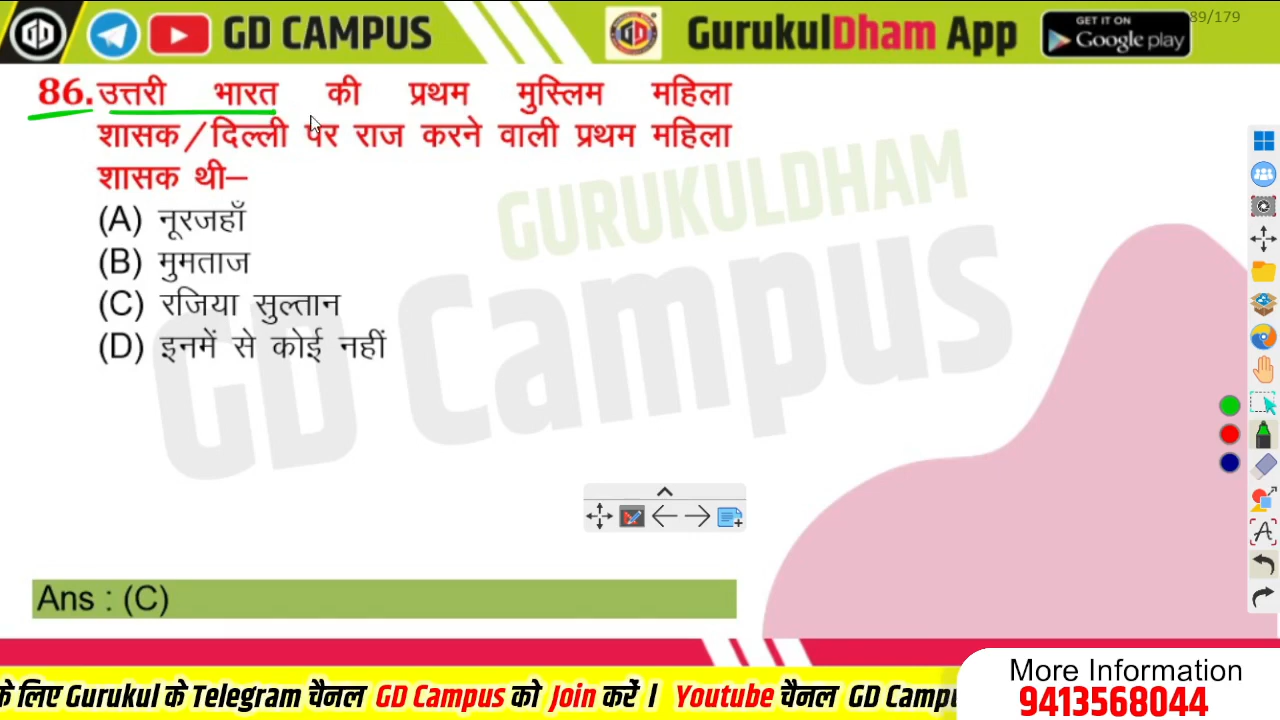 GD CAMPUS
GurukulDham App
GET IT ON
Google play
89/179
86. उत्तरी भारत की प्रथम मुस्लिम महिला
शासक/दिल्ली पर राज करने वाली प्रथम महिला
शासक थी–
(A) नूरजहाँ
(B) मुमताज
(C) रजिया सुल्तान
(D) इनमें से कोई नहीं
GURUKULDHAM
GD Campus
Ans : (C)
के लिए Gurukul के Telegram चैनल GD Campus को Join करें । Youtube चैनल GD Campu
More Information
9413568044